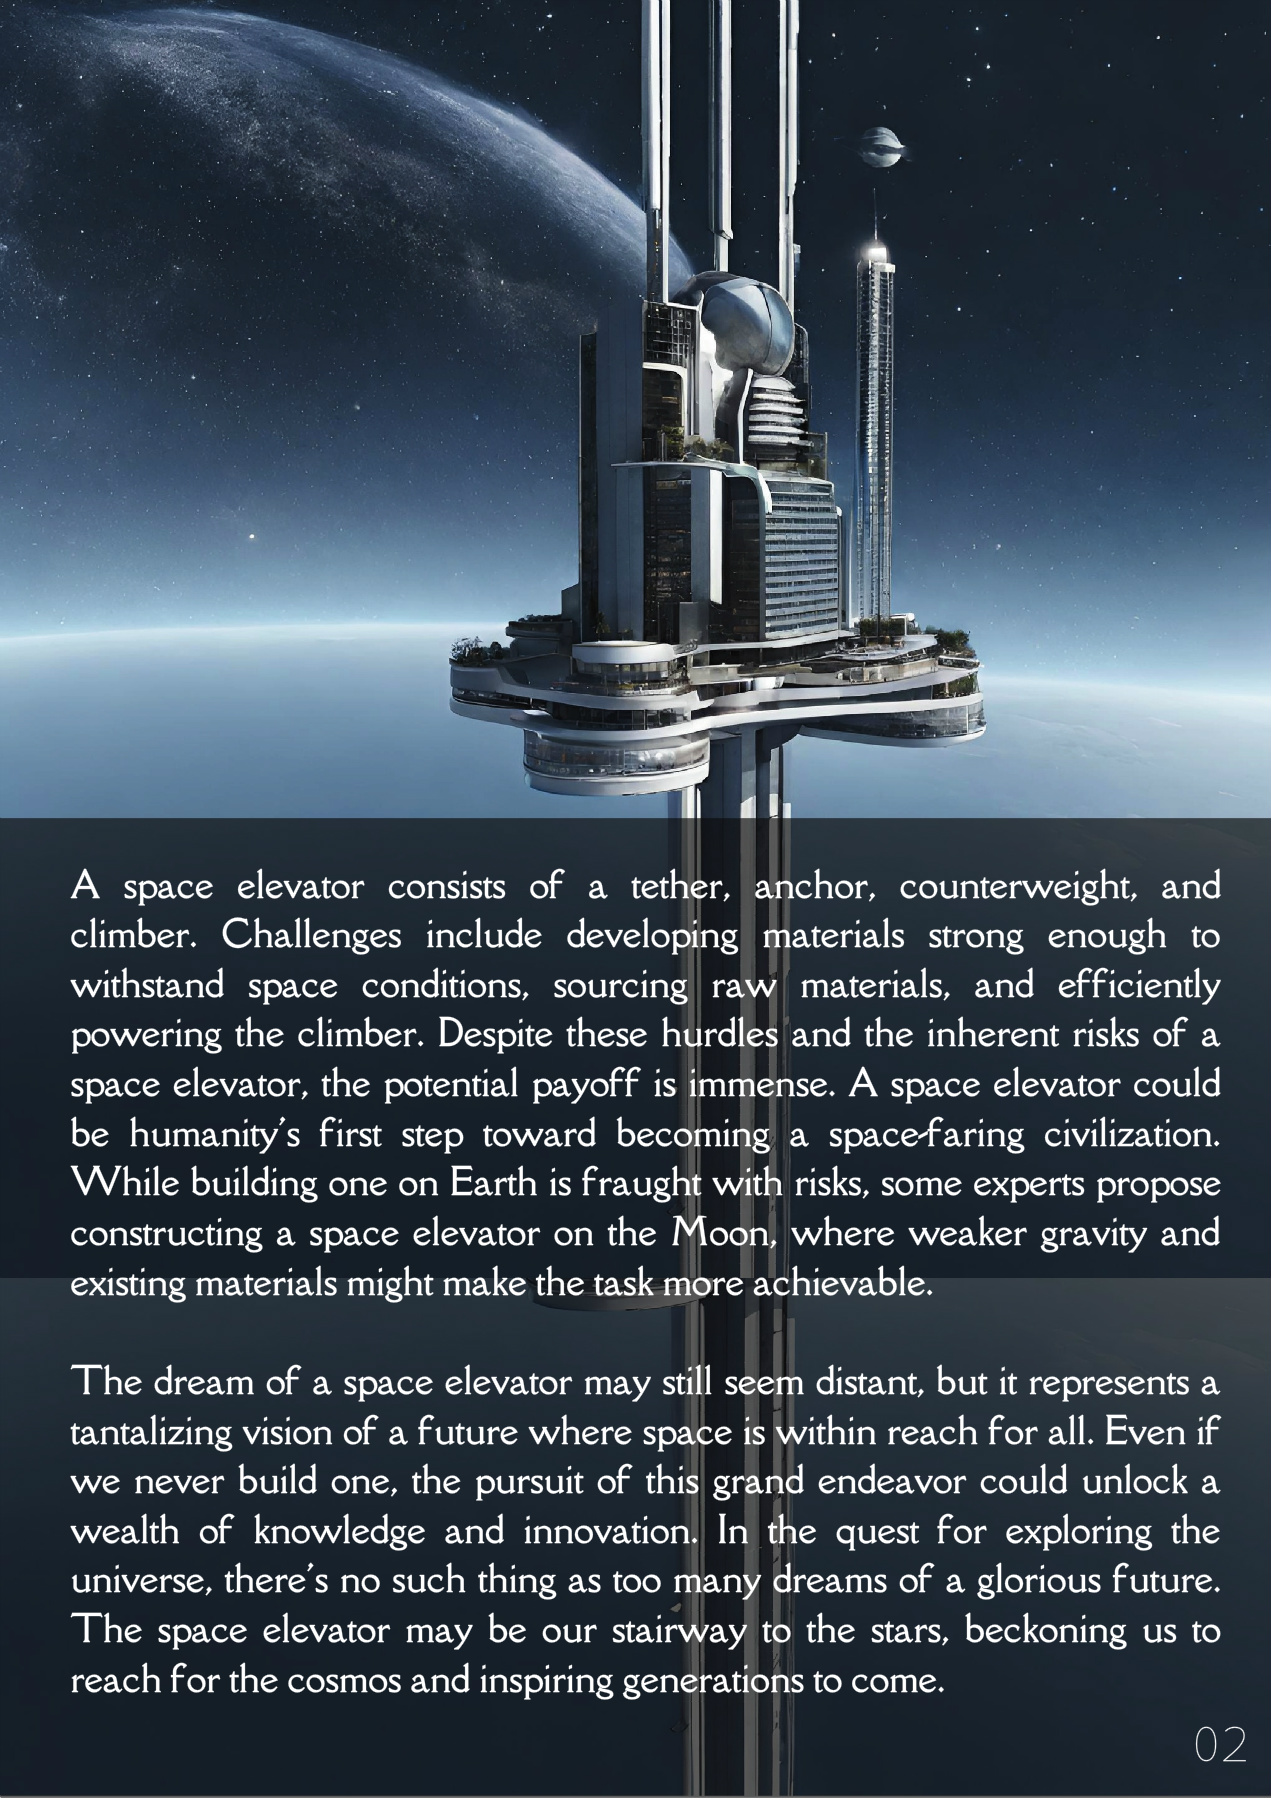 A space elevator consists of a tether, anchor, counterweight, and
climber. Challenges include developing materials strong enough to
withstand space conditions, sourcing raw materials, and efficiently
powering the climber. Despite these hurdles and the inherent risks of a
space elevator, the potential payoff is immense. A space elevator could
be humanity's first step toward becoming a space-faring civilization.
While building one on Earth is fraught with risks, some experts propose
constructing a space elevator on the Moon, where weaker gravity and
existing materials might make the task more achievable.
The dream of a space elevator may still seem distant, but it represents a
tantalizing vision of a future where space is within reach for all. Even if
we never build one, the pursuit of this grand endeavor could unlock a
wealth of knowledge and innovation. In the quest for exploring the
universe, there's no such thing as too many dreams of a glorious future.
The space elevator may be our stairway to the stars, beckoning us to
reach for the cosmos and inspiring generations to come.
02